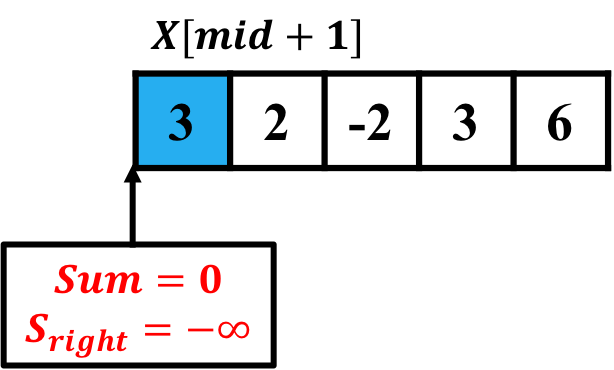 X[mid + 1]
3 2 -2 3 6
Sum = 0
S_right = −∞